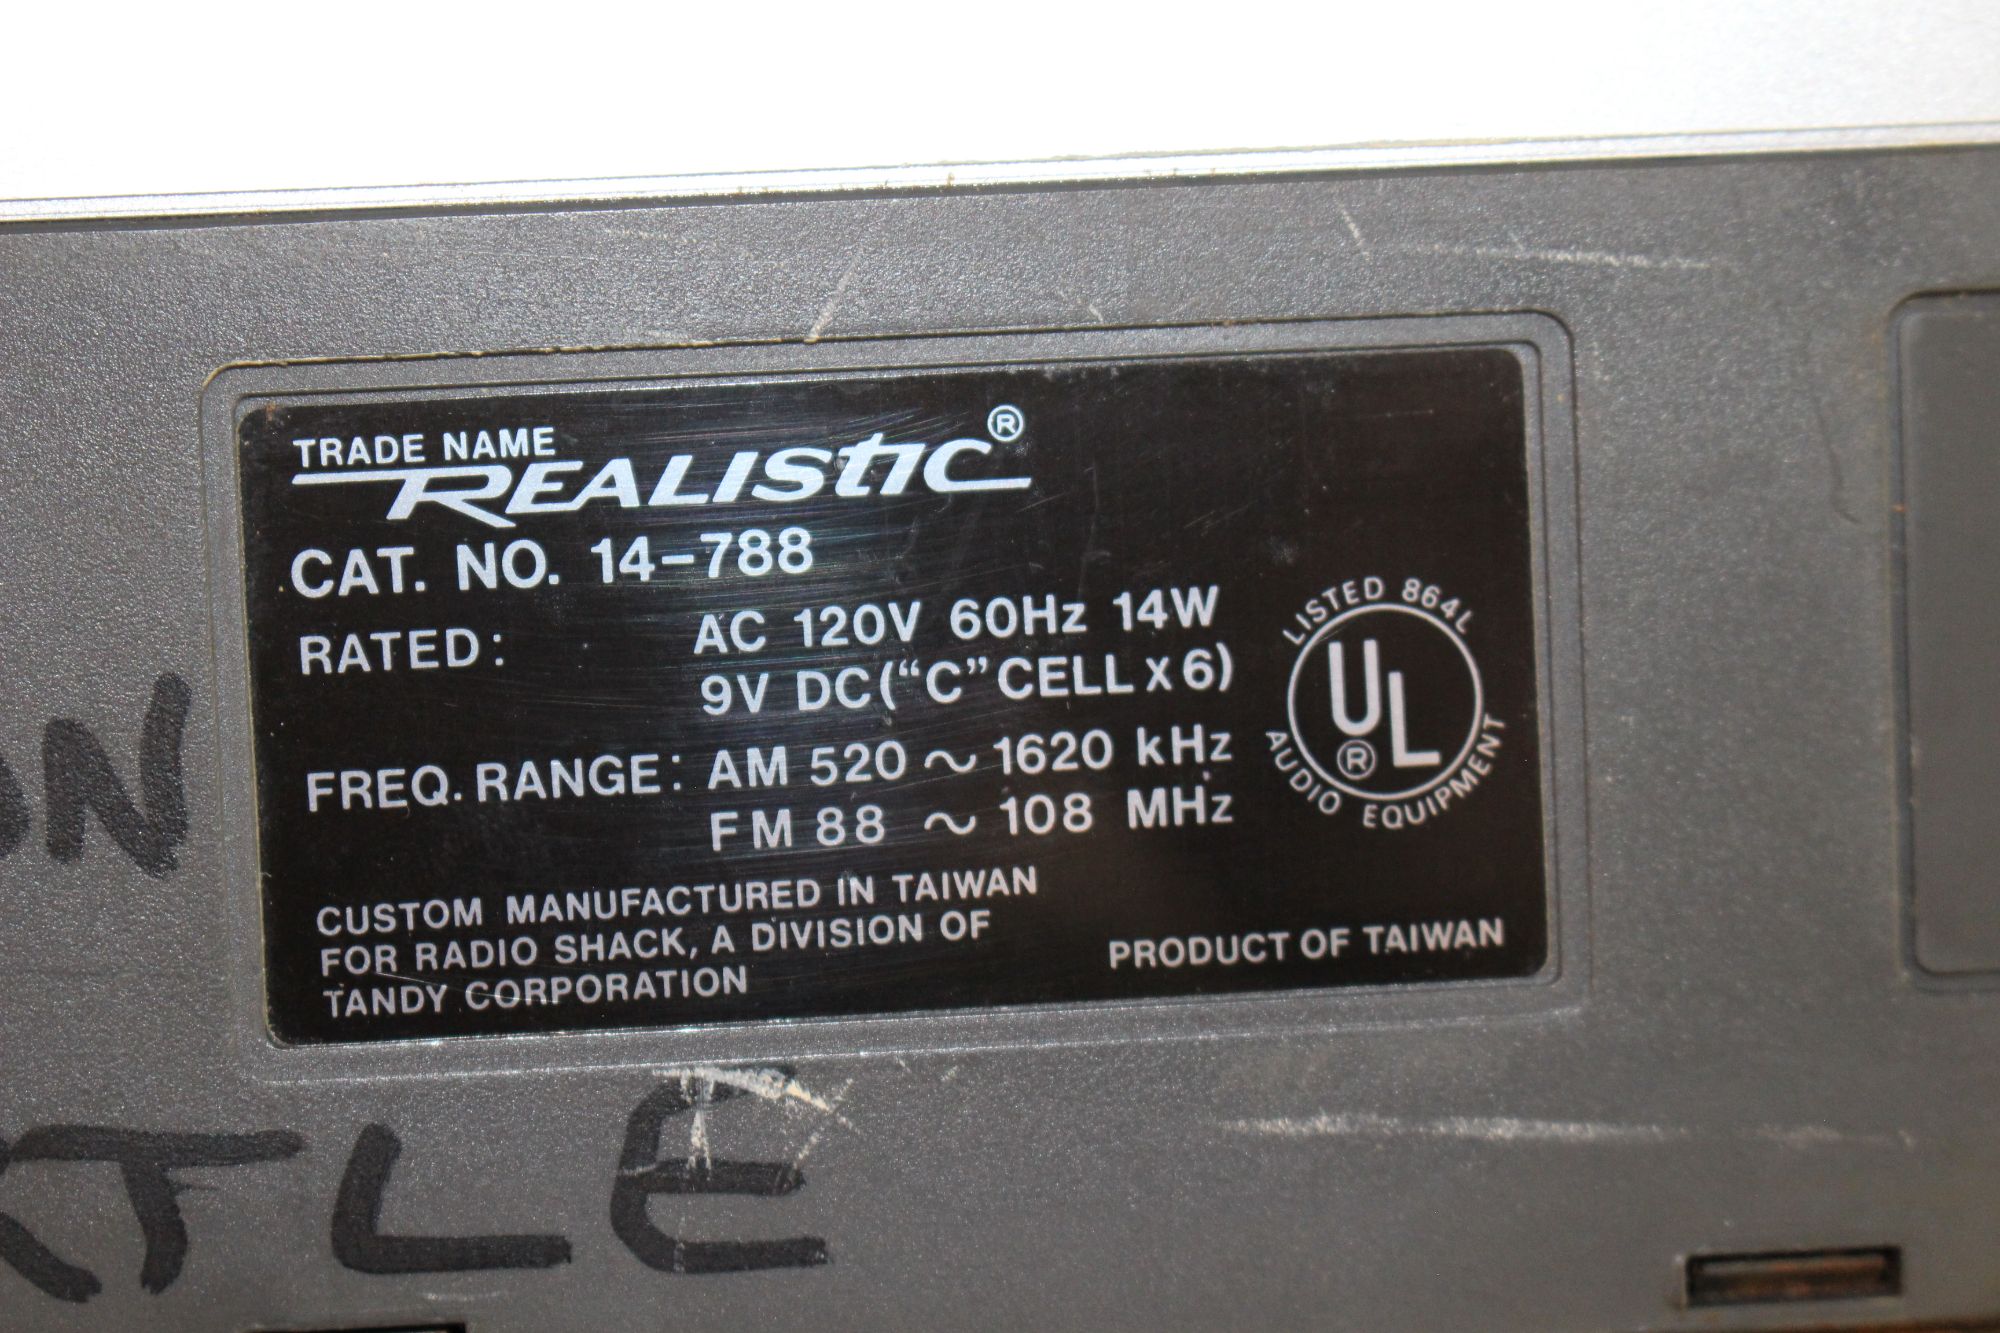 TRADE NAME
REALISTIC®
CAT. NO. 14-788
RATED: AC 120V 60Hz 14W
9V DC ("C" CELL X 6)
FREQ. RANGE: AM 520 ~ 1620 kHz
FM 88 ~ 108 MHz
LISTED 864L
UL®
AUDIO EQUIPMENT
CUSTOM MANUFACTURED IN TAIWAN
FOR RADIO SHACK, A DIVISION OF
TANDY CORPORATION
PRODUCT OF TAIWAN